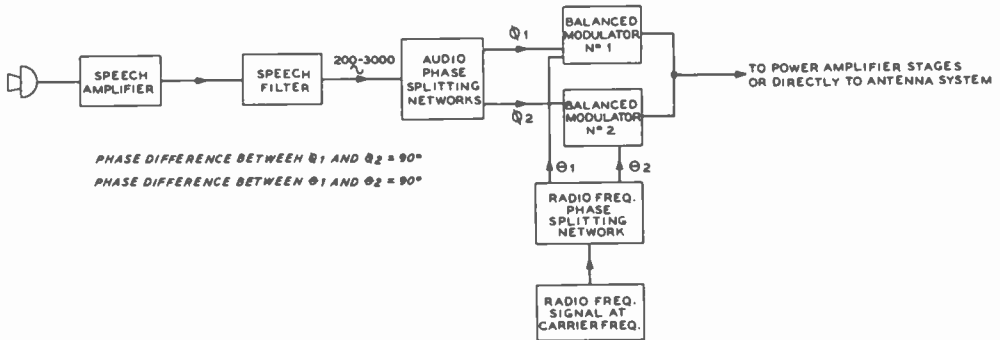 SPEECH
AMPLIFIER
SPEECH
FILTER
200-3000
~
AUDIO
PHASE
SPLITTING
NETWORKS
Φ1
Φ2
BALANCED
MODULATOR
Nº 1
BALANCED
MODULATOR
Nº 2
TO POWER AMPLIFIER STAGES
OR DIRECTLY TO ANTENNA SYSTEM
PHASE DIFFERENCE BETWEEN Φ1 AND Φ2 = 90°
PHASE DIFFERENCE BETWEEN Θ1 AND Θ2 = 90°
Θ1
Θ2
RADIO FREQ.
PHASE
SPLITTING
NETWORK
RADIO FREQ.
SIGNAL AT
CARRIER FREQ.